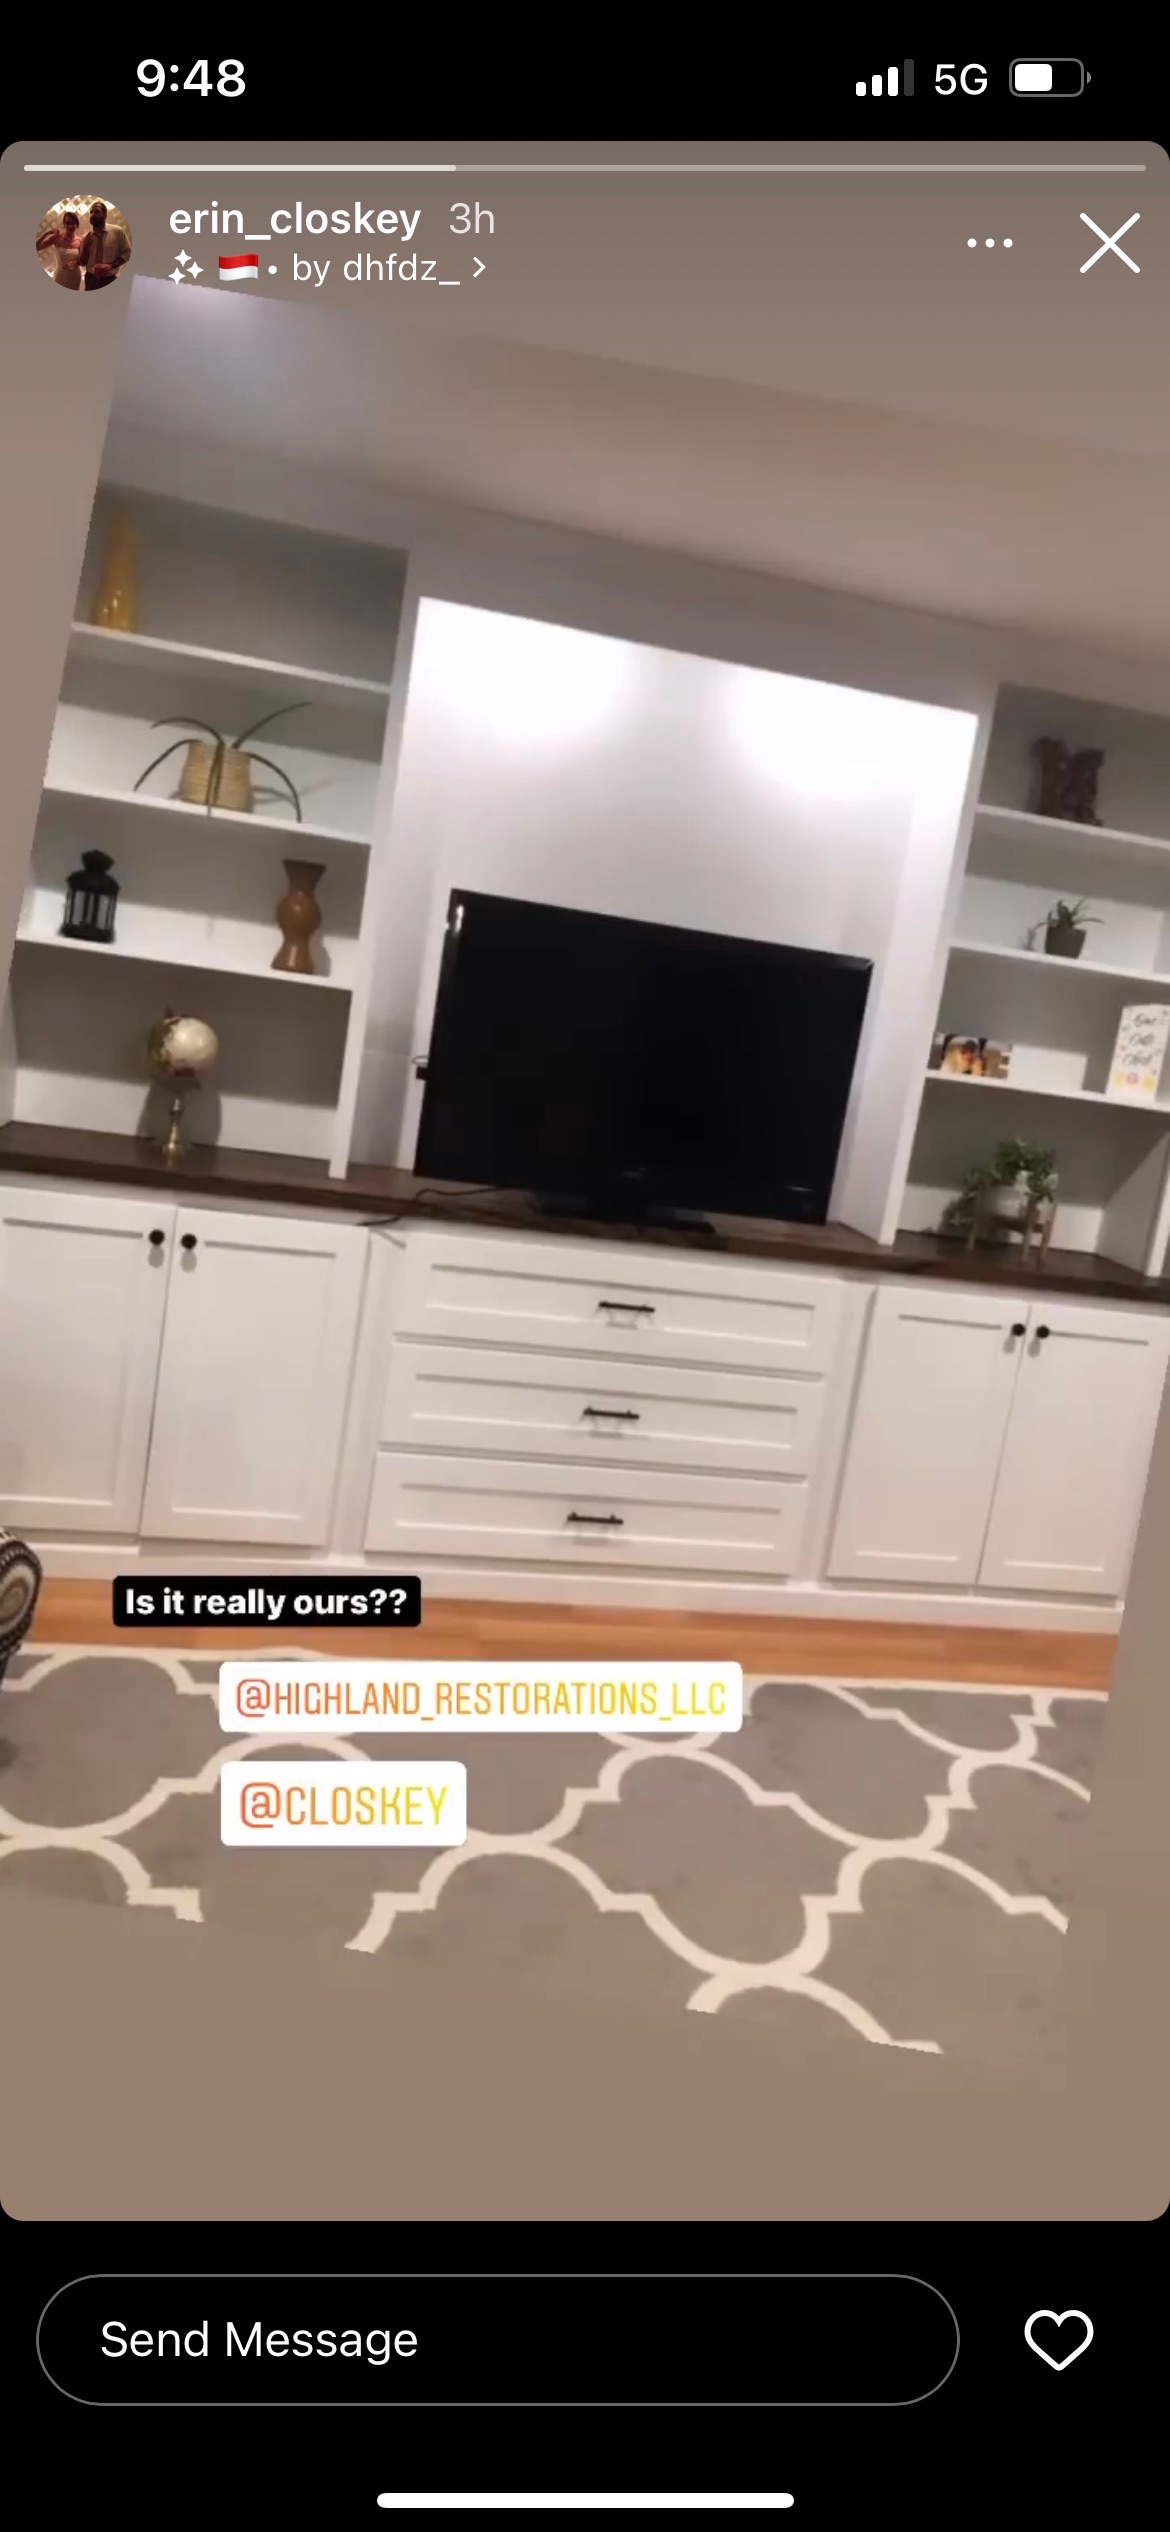 9:48 5G
erin_closkey 3h
✨ 🇮🇩 • by dhfdz_ >
Is it really ours??
@HIGHLAND_RESTORATIONS_LLC
@CLOSKEY
Send Message